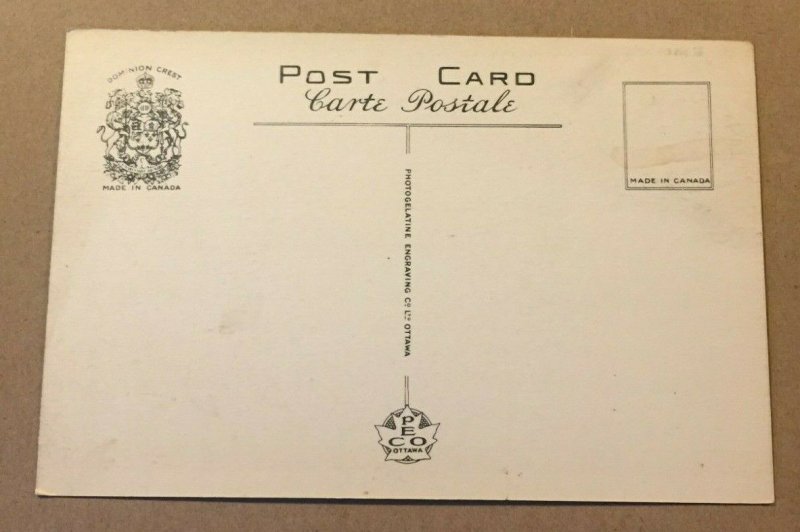 DOMINION CREST
MADE IN CANADA
POST CARD
Carte Postale
MADE IN CANADA
PHOTOGELATINE ENGRAVING CO LTD OTTAWA
PECO
OTTAWA